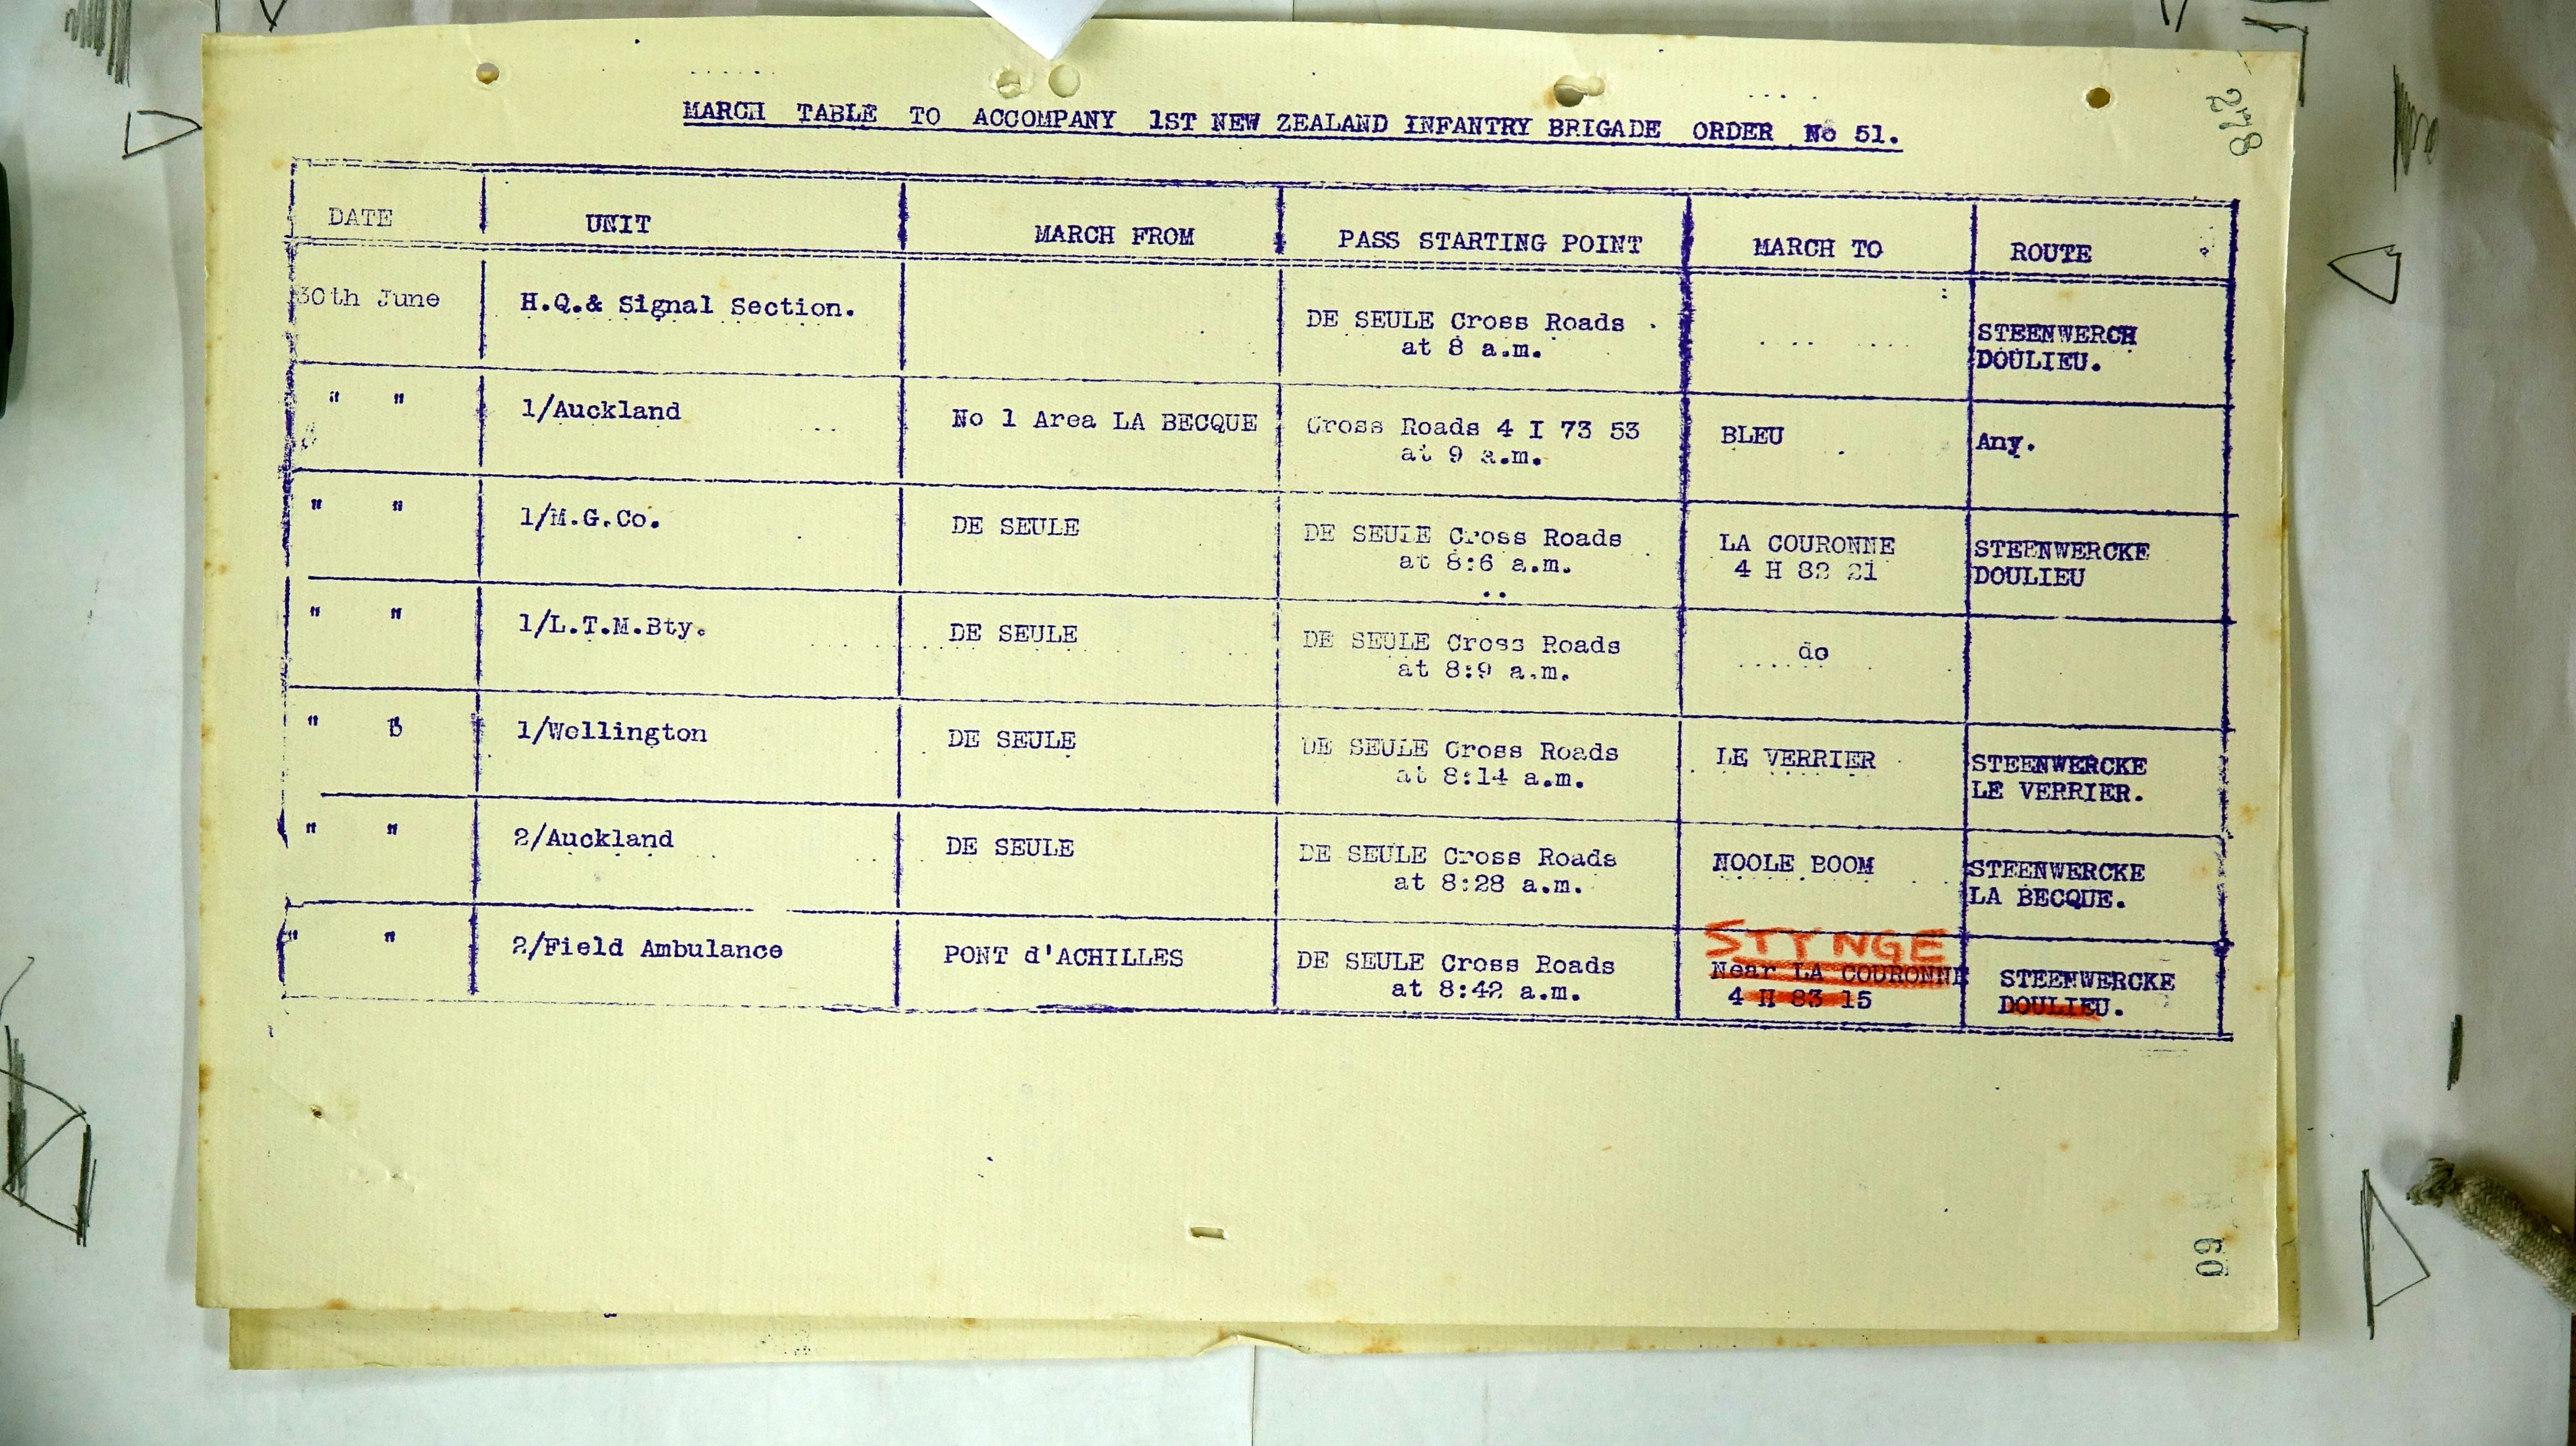 278
MARCH TABLE TO ACCOMPANY 1ST NEW ZEALAND INFANTRY BRIGADE ORDER No 51.
DATE UNIT MARCH FROM PASS STARTING POINT MARCH TO ROUTE
30th June H.Q.& Signal Section. DE SEULE Cross Roads at 8 a.m. STEENWERCH DOULIEU.
" " 1/Auckland No 1 Area LA BECQUE Cross Roads 4 I 73 53 at 9 a.m. BLEU Any.
" " 1/M.G.Co. DE SEULE DE SEULE Cross Roads at 8:6 a.m. LA COURONNE 4 H 82 21 STEENWERCKE DOULIEU
" " 1/L.T.M.Bty. DE SEULE DE SEULE Cross Roads at 8:9 a.m. do
" B 1/Wellington DE SEULE DE SEULE Cross Roads at 8:14 a.m. LE VERRIER STEENWERCKE LE VERRIER.
" " 2/Auckland DE SEULE DE SEULE Cross Roads at 8:28 a.m. NOOLE BOOM STEENWERCKE LA BECQUE.
" " 2/Field Ambulance PONT d'ACHILLES DE SEULE Cross Roads at 8:42 a.m. STYNGE Near LA COURONNE 4 H 83 15 STEENWERCKE DOULIEU.
60